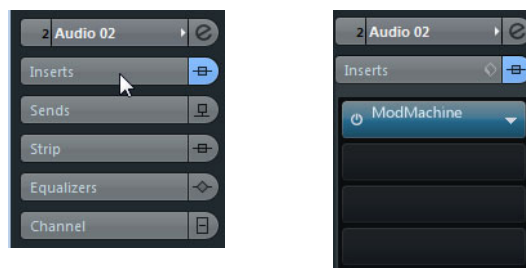 2 Audio 02
Inserts
Sends
Strip
Equalizers
Channel
2 Audio 02
Inserts
ModMachine